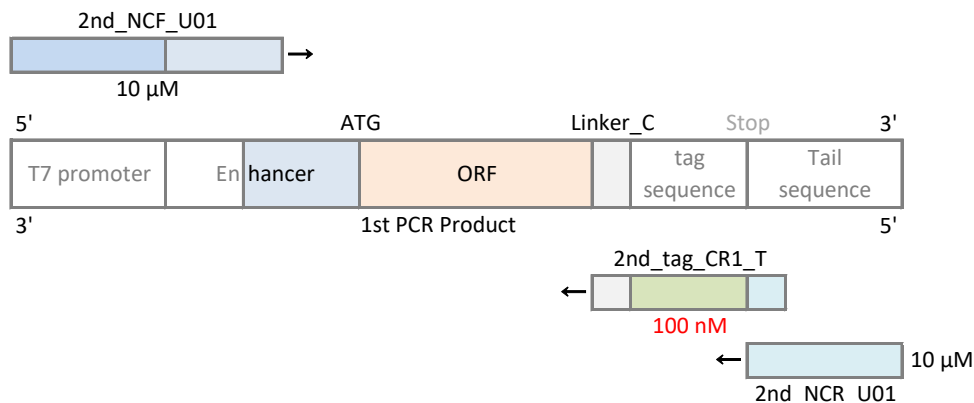 2nd_NCF_U01
10 µM
5' ATG Linker_C Stop 3'
T7 promoter Enhancer ORF tag sequence Tail sequence
3' 1st PCR Product 5'
2nd_tag_CR1_T
100 nM
10 µM
2nd_NCR_U01